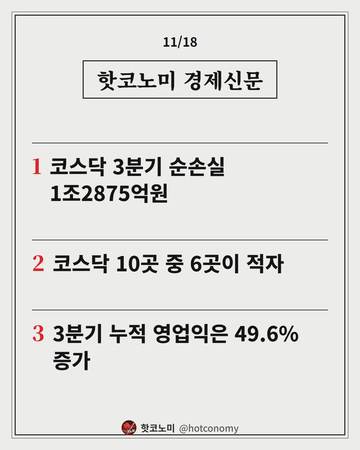 11/18
핫코노미 경제신문
1 코스닥 3분기 순손실
1조2875억원
2 코스닥 10곳 중 6곳이 적자
3 3분기 누적 영업익은 49.6%
증가
핫코노미 @hotconomy